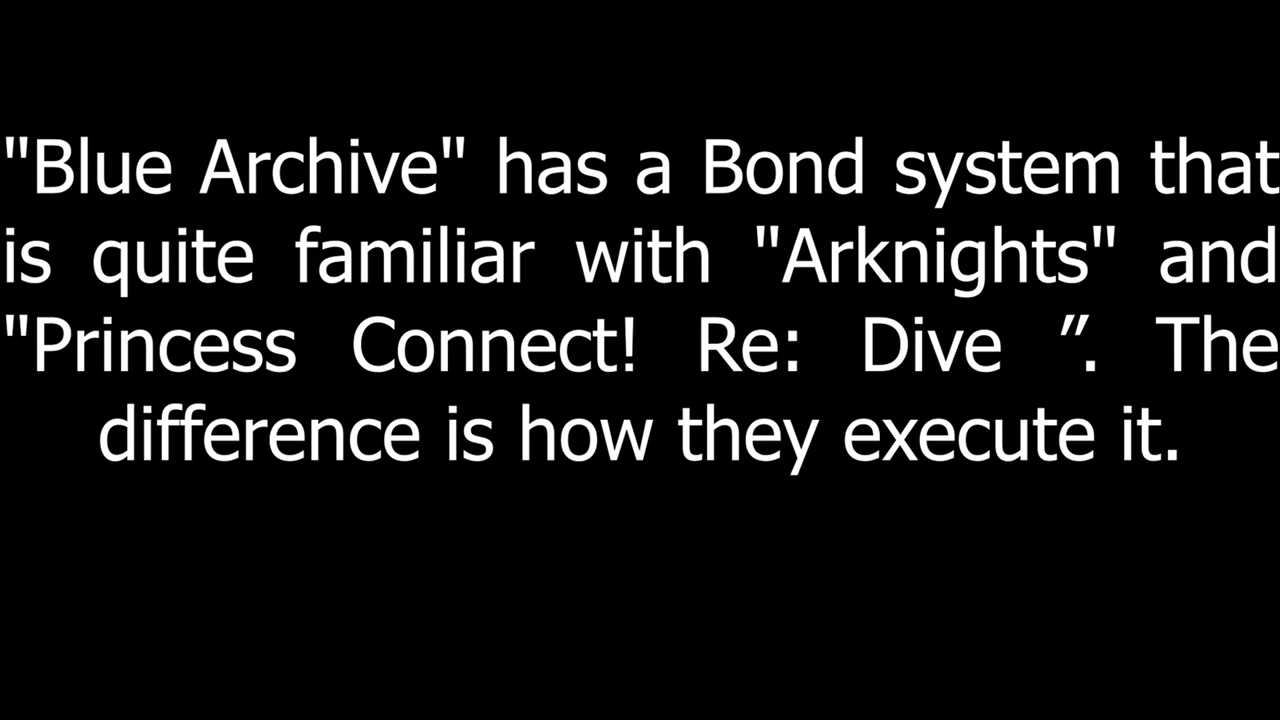 "Blue Archive" has a Bond system that
is quite familiar with "Arknights" and
"Princess Connect! Re: Dive ”. The
difference is how they execute it.